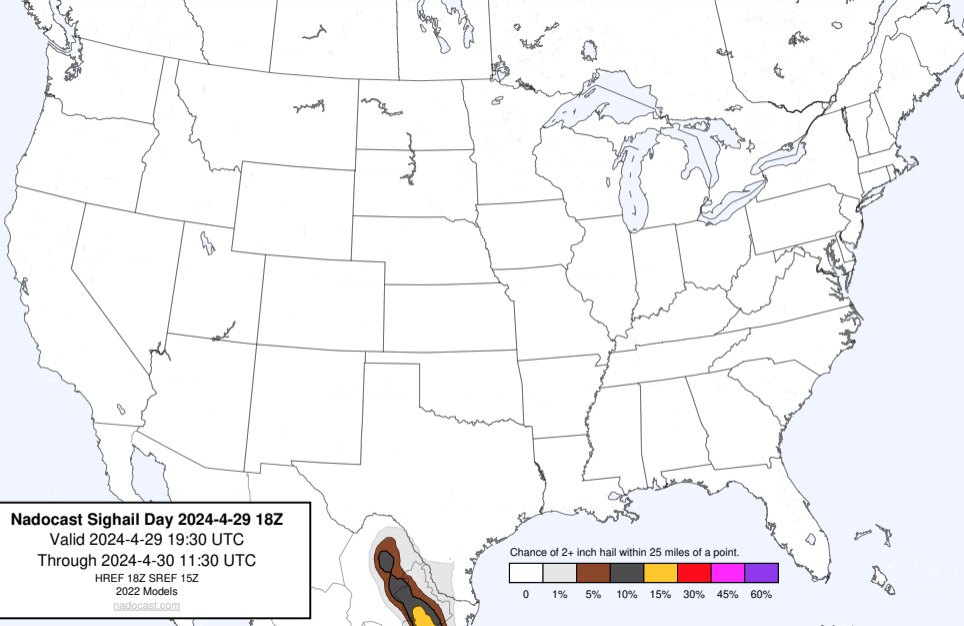 Nadocast Sighail Day 2024-4-29 18Z
Valid 2024-4-29 19:30 UTC
Through 2024-4-30 11:30 UTC
HREF 18Z SREF 15Z
2022 Models
nadocast.com
Chance of 2+ inch hail within 25 miles of a point.
0 1% 5% 10% 15% 30% 45% 60%